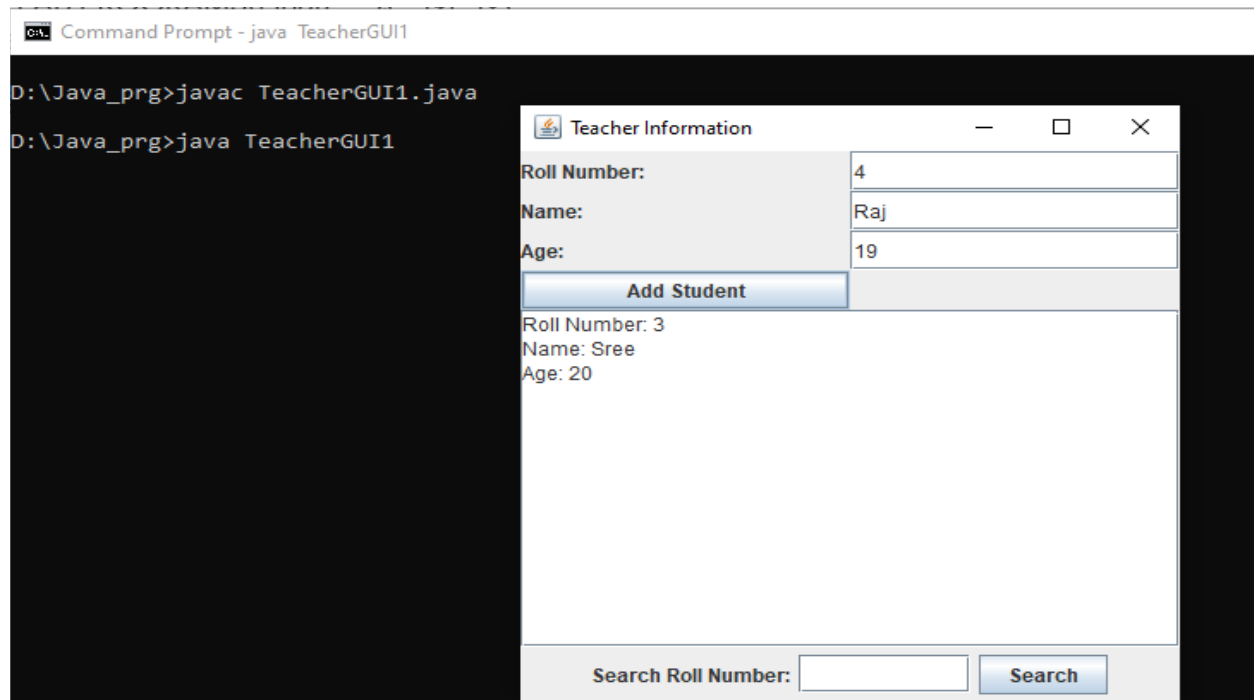 Command Prompt - java  TeacherGUI1
D:\Java_prg>javac TeacherGUI1.java
D:\Java_prg>java TeacherGUI1
Teacher Information
Roll Number: 4
Name: Raj
Age: 19
Add Student
Roll Number: 3
Name: Sree
Age: 20
Search Roll Number: Search